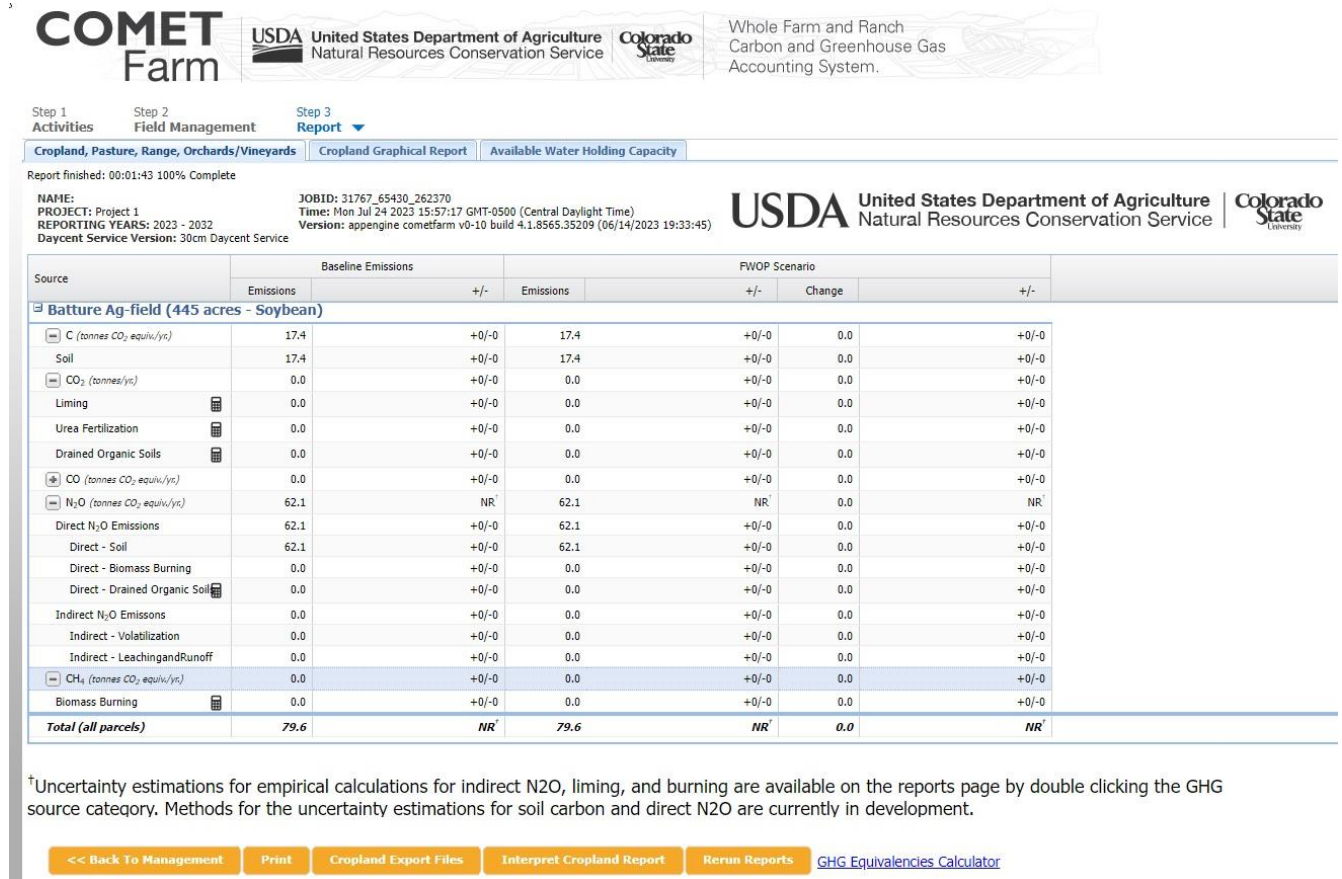 COMET
Farm
USDA United States Department of Agriculture
Natural Resources Conservation Service
Colorado
State
University
Whole Farm and Ranch
Carbon and Greenhouse Gas
Accounting System.
Step 1 Step 2 Step 3
Activities Field Management Report
Cropland, Pasture, Range, Orchards/Vineyards Cropland Graphical Report Available Water Holding Capacity
Report finished: 00:01:43 100% Complete
NAME:
PROJECT: Project 1
REPORTING YEARS: 2023 - 2032
Daycent Service Version: 30cm Daycent Service
JOBID: 31767_65430_262370
Time: Mon Jul 24 2023 15:57:17 GMT-0500 (Central Daylight Time)
Version: appengine cometfarm v0-10 build 4.1.8565.35209 (06/14/2023 19:33:45)
USDA United States Department of Agriculture
Natural Resources Conservation Service
Colorado
State
University
Source Baseline Emissions FWOP Scenario
Emissions +/- Emissions +/- Change +/-
Batture Ag-field (445 acres - Soybean)
C (tonnes CO₂ equiv./yr.) 17.4 +0/-0 17.4 +0/-0 0.0 +0/-0
Soil 17.4 +0/-0 17.4 +0/-0 0.0 +0/-0
CO₂ (tonnes/yr.) 0.0 +0/-0 0.0 +0/-0 0.0 +0/-0
Liming 0.0 +0/-0 0.0 +0/-0 0.0 +0/-0
Urea Fertilization 0.0 +0/-0 0.0 +0/-0 0.0 +0/-0
Drained Organic Soils 0.0 +0/-0 0.0 +0/-0 0.0 +0/-0
CO (tonnes CO₂ equiv./yr.) 0.0 +0/-0 0.0 +0/-0 0.0 +0/-0
N₂O (tonnes CO₂ equiv./yr.) 62.1 NR† 62.1 NR† 0.0 NR†
Direct N₂O Emissions 62.1 +0/-0 62.1 +0/-0 0.0 +0/-0
Direct - Soil 62.1 +0/-0 62.1 +0/-0 0.0 +0/-0
Direct - Biomass Burning 0.0 +0/-0 0.0 +0/-0 0.0 +0/-0
Direct - Drained Organic Soils 0.0 +0/-0 0.0 +0/-0 0.0 +0/-0
Indirect N₂O Emissons 0.0 +0/-0 0.0 +0/-0 0.0 +0/-0
Indirect - Volatilization 0.0 +0/-0 0.0 +0/-0 0.0 +0/-0
Indirect - LeachingandRunoff 0.0 +0/-0 0.0 +0/-0 0.0 +0/-0
CH₄ (tonnes CO₂ equiv./yr.) 0.0 +0/-0 0.0 +0/-0 0.0 +0/-0
Biomass Burning 0.0 +0/-0 0.0 +0/-0 0.0 +0/-0
Total (all parcels) 79.6 NR† 79.6 NR† 0.0 NR†
†Uncertainty estimations for empirical calculations for indirect N2O, liming, and burning are available on the reports page by double clicking the GHG
source category. Methods for the uncertainty estimations for soil carbon and direct N2O are currently in development.
<< Back To Management Print Cropland Export Files Interpret Cropland Report Rerun Reports GHG Equivalencies Calculator